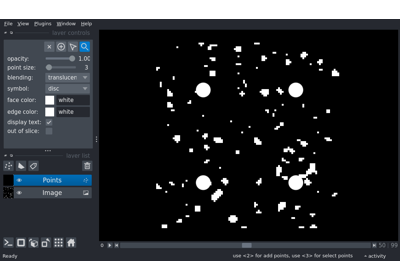 File View Plugins Window Help
layer controls
opacity: 1.00
point size: 3
blending: translucen
symbol: disc
face color: white
edge color: white
display text:
out of slice:
layer list
Points
Image
0 50 99
Ready use <2> for add points, use <3> for select points activity